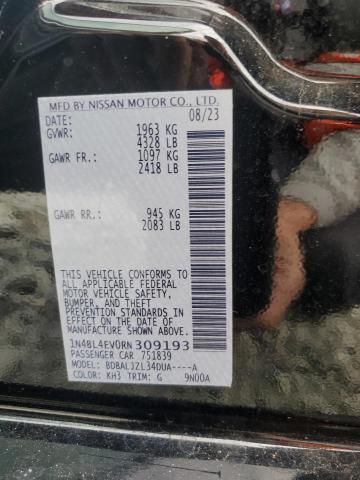 MFD BY NISSAN MOTOR CO., LTD.
DATE: 08/23
GVWR: 1963 KG
4328 LB
GAWR FR.: 1097 KG
2418 LB
GAWR RR.: 945 KG
2083 LB
THIS VEHICLE CONFORMS TO
ALL APPLICABLE FEDERAL
MOTOR VEHICLE SAFETY,
BUMPER, AND THEFT
PREVENTION STANDARDS IN
EFFECT ON THE DATE OF
MANUFACTURE SHOWN ABOVE.
1N4BL4EV0RN309193
PASSENGER CAR 751839
MODEL: BDBALJZL34DUA----A
COLOR: KH3 TRIM: G 9N00A